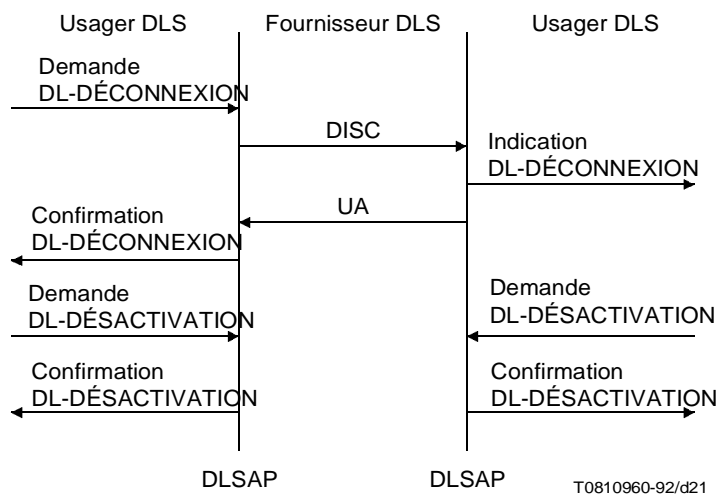 Usager DLS Fournisseur DLS Usager DLS
Demande
DL-DÉCONNEXION
DISC
Indication
DL-DÉCONNEXION
UA
Confirmation
DL-DÉCONNEXION
Demande
DL-DÉSACTIVATION
Demande
DL-DÉSACTIVATION
Confirmation
DL-DÉSACTIVATION
Confirmation
DL-DÉSACTIVATION
DLSAP DLSAP
T0810960-92/d21